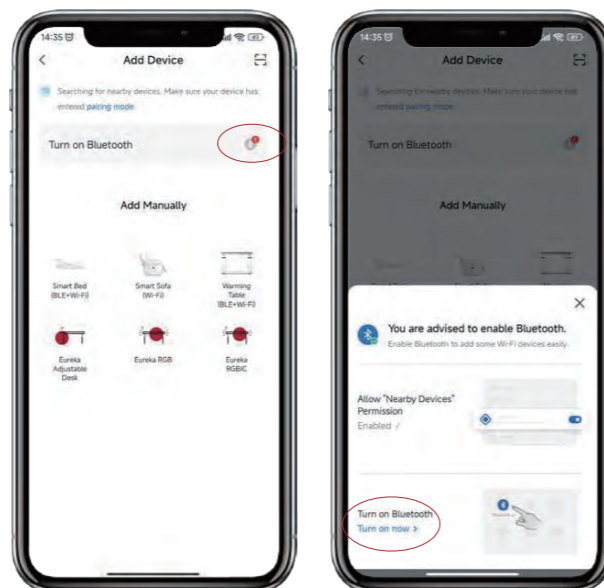 14:35
Add Device
Searching for nearby devices. Make sure your device has
entered pairing mode.
Turn on Bluetooth
Add Manually
Smart Bed
(BLE+Wi-Fi)
Smart Sofa
(Wi-Fi)
Warming
Table
(BLE+Wi-Fi)
Eureka
Adjustable
Desk
Eureka RGB
Eureka
RGBIC
14:35
Add Device
Searching for nearby devices. Make sure your device has
entered pairing mode.
Turn on Bluetooth
Add Manually
You are advised to enable Bluetooth.
Enable Bluetooth to add some Wi-Fi devices easily.
Allow "Nearby Devices"
Permission
Enabled ✓
Turn on Bluetooth
Turn on now >